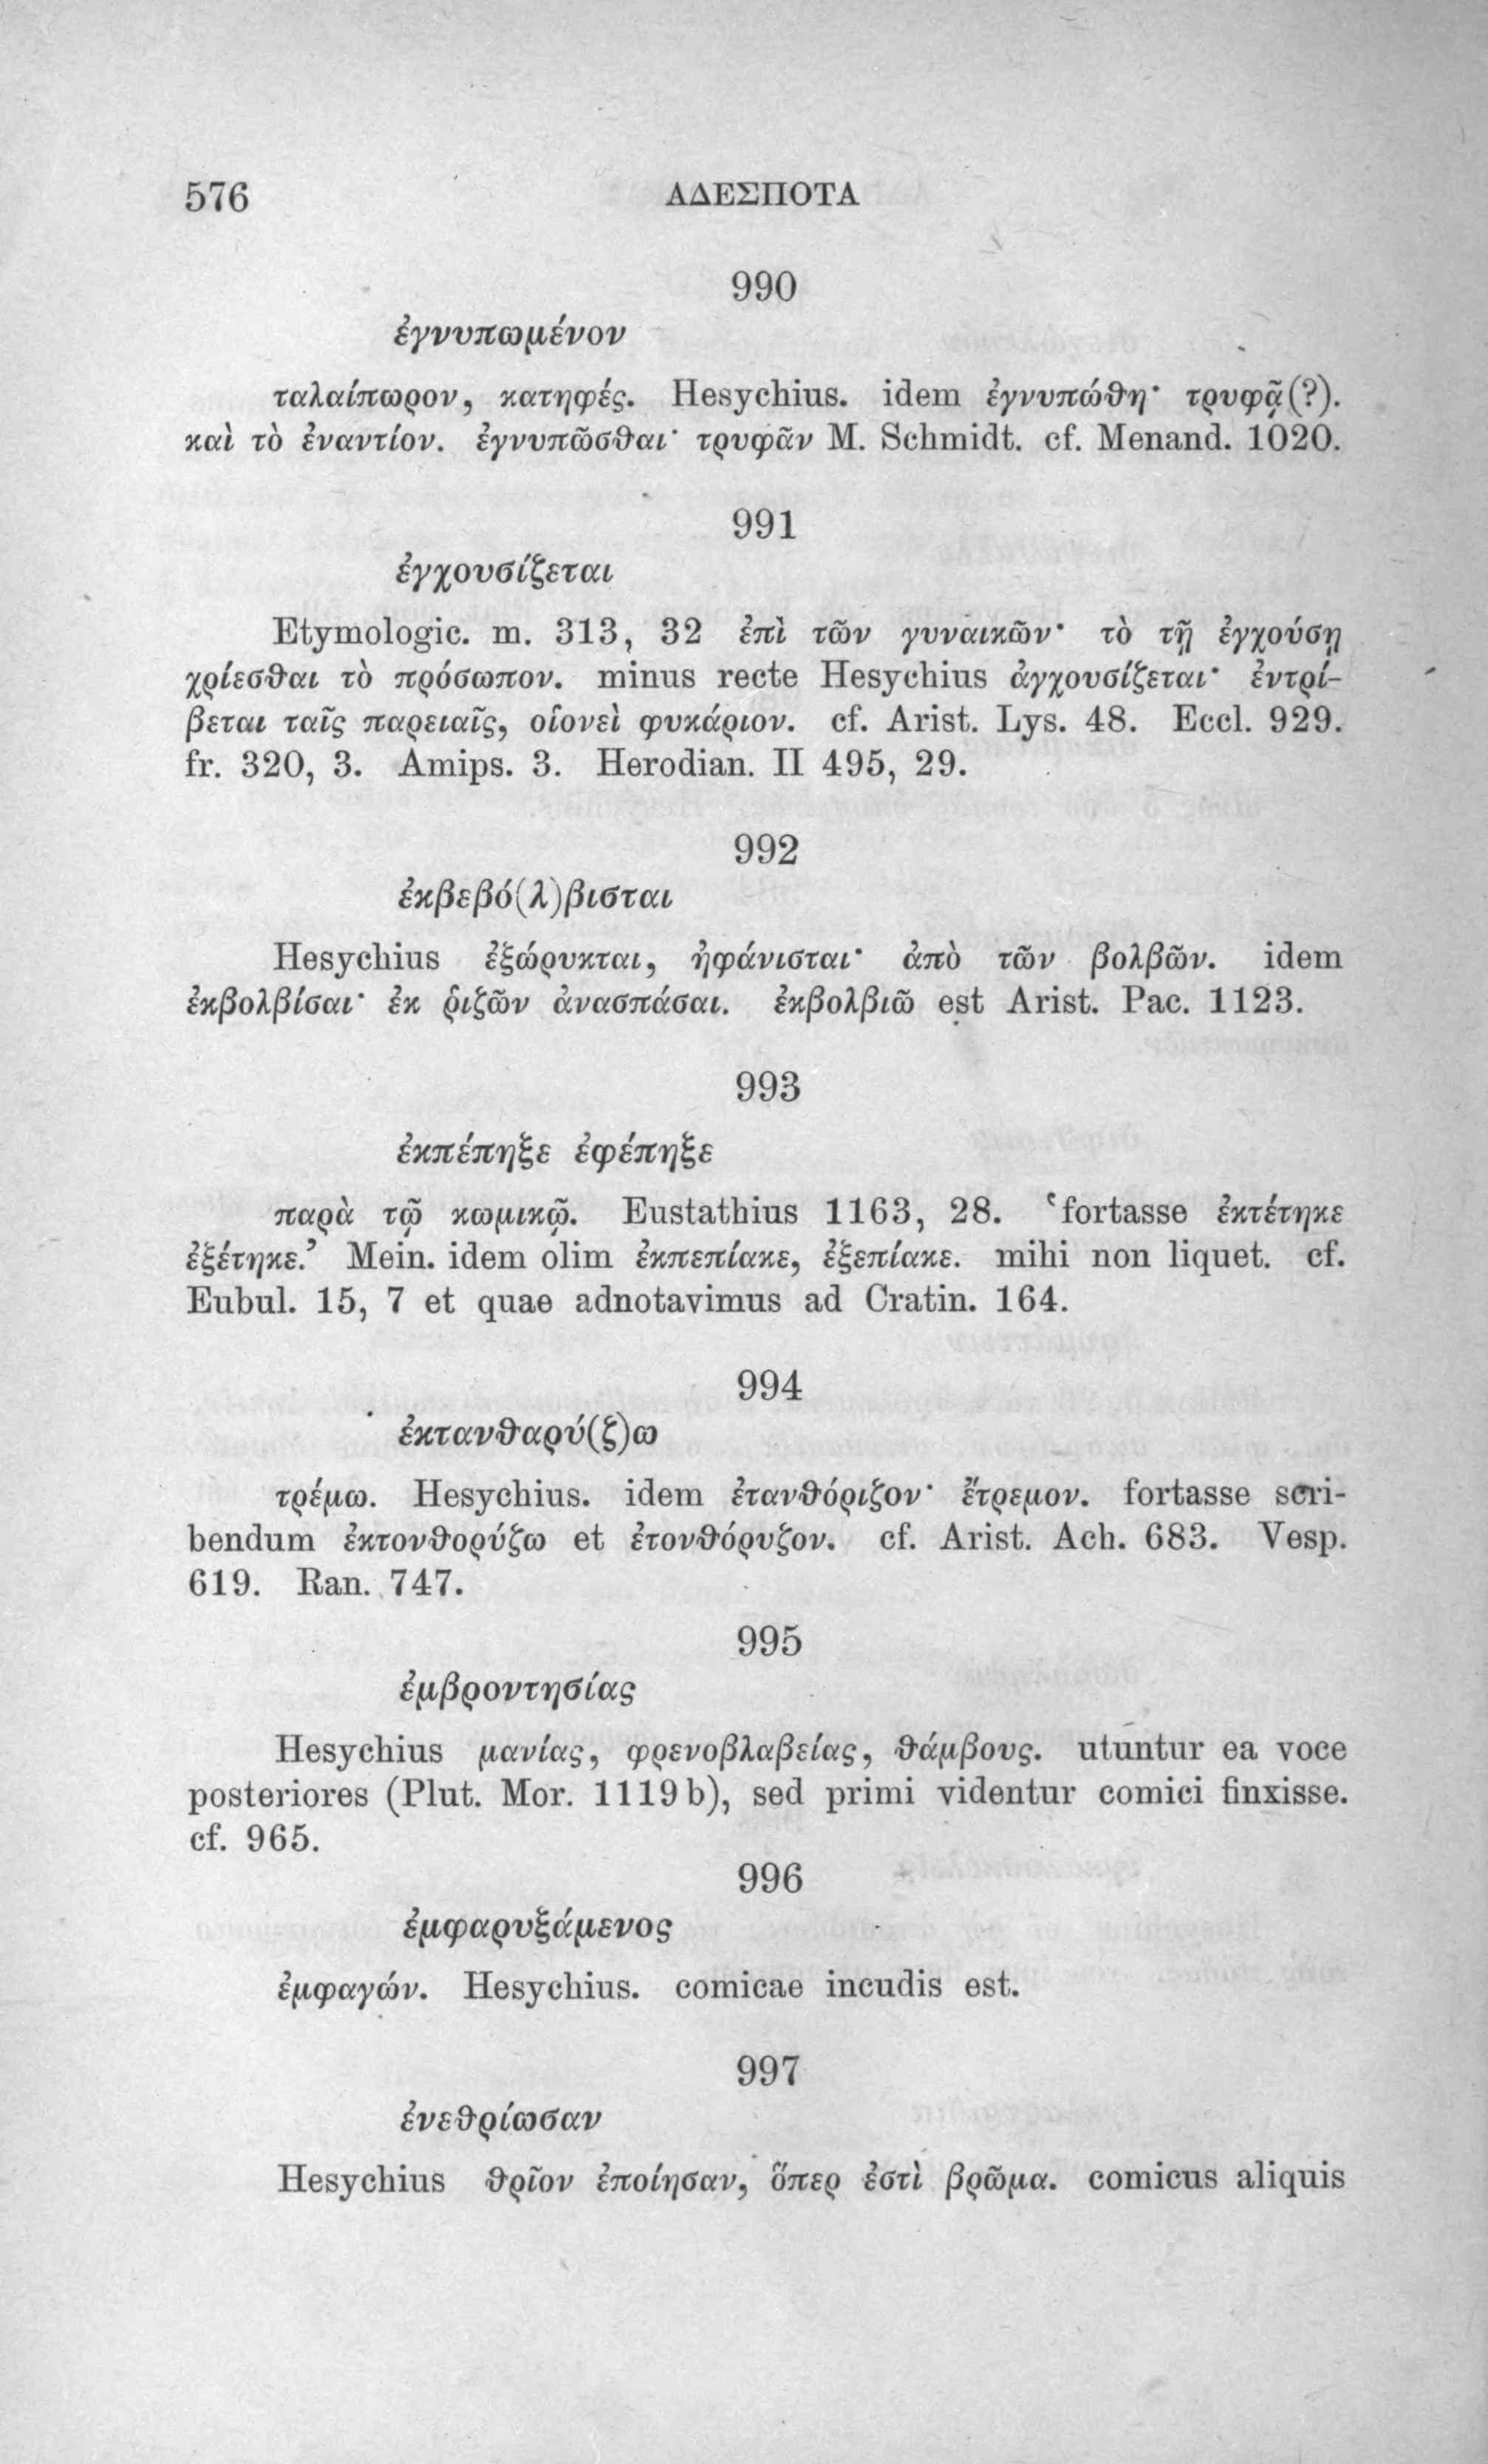 576 ΑΔΕΣΠΟΤΑ
990
ἐγνυπωμένον
ταλαίπωρον, κατηφές. Hesychius. idem ἐγνυπώθη· τρυφᾷ(?).
καὶ τὸ ἐναντίον. ἐγνυπῶσθαι· τρυφᾶν M. Schmidt. cf. Menand. 1020.
991
ἐγχουσίζεται
Etymologic. m. 313, 32 ἐπὶ τῶν γυναικῶν· τὸ τῇ ἐγχούσῃ
χρίεσθαι τὸ πρόσωπον. minus recte Hesychius ἀγχουσίζεται· ἐντρί-
βεται ταῖς παρειαῖς, οἱονεὶ φυκάριον. cf. Arist. Lys. 48. Eccl. 929.
fr. 320, 3. Amips. 3. Herodian. II 495, 29.
992
ἐκβεβό(λ)βισται
Hesychius ἐξώρυκται, ἠφάνισται· ἀπὸ τῶν βολβῶν. idem
ἐκβολβίσαι· ἐκ ῥιζῶν ἀνασπάσαι. ἐκβολβιῶ est Arist. Pac. 1123.
993
ἐκπέπηξε ἐφέπηξε
παρὰ τῷ κωμικῷ. Eustathius 1163, 28. ‘fortasse ἐκτέτηκε
ἐξέτηκε.’ Mein. idem olim ἐκπεπίακε, ἐξεπίακε. mihi non liquet. cf.
Eubul. 15, 7 et quae adnotavimus ad Cratin. 164.
994
ἐκτανθαρύ(ζ)ω
τρέμω. Hesychius. idem ἐτανθόριζον· ἔτρεμον. fortasse scri-
bendum ἐκτονθορύζω et ἐτονθόρυζον. cf. Arist. Ach. 683. Vesp.
619. Ran. 747.
995
ἐμβροντησίας
Hesychius μανίας, φρενοβλαβείας, θάμβους. utuntur ea voce
posteriores (Plut. Mor. 1119 b), sed primi videntur comici finxisse.
cf. 965.
996
ἐμφαρυξάμενος
ἐμφαγών. Hesychius. comicae incudis est.
997
ἐνεθρίωσαν
Hesychius θρῖον ἐποίησαν, ὅπερ ἐστὶ βρῶμα. comicus aliquis